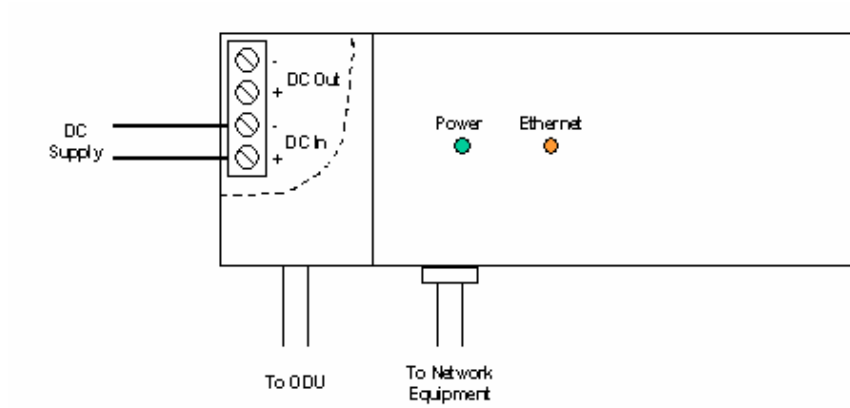 -
DC Out
+
-
DC In
+
DC
Supply
Power
Ethernet
To ODU
To Network
Equipment